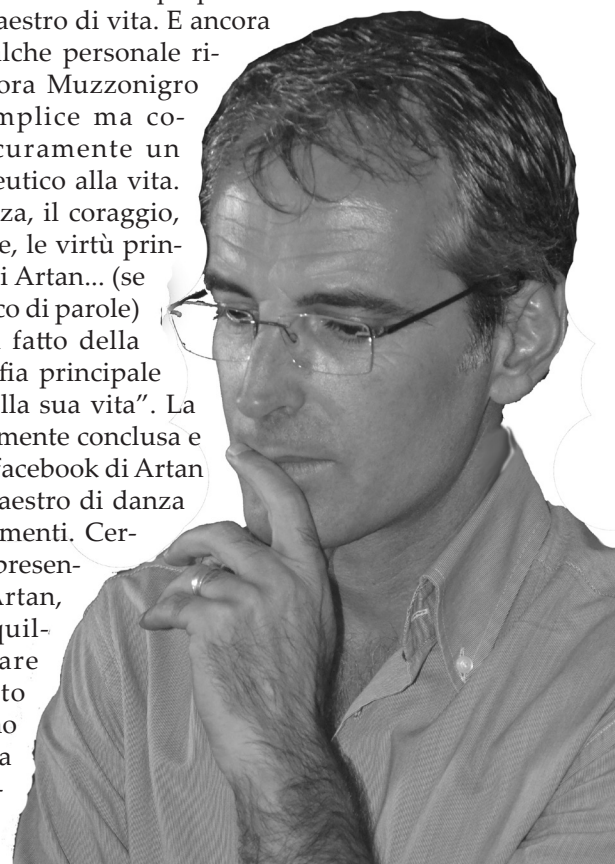 aestro di vita. E ancora
lche personale ri-
ora Muzzonigro
mplice ma co-
curamente un
eutico alla vita.
za, il coraggio,
e, le virtù prin-
i Artan... (se
co di parole)
fatto della
fia principale
lla sua vita”. La
mente conclusa e
facebook di Artan
aestro di danza
menti. Cer-
presen-
Artan,
quil-
are
to
no
a
-